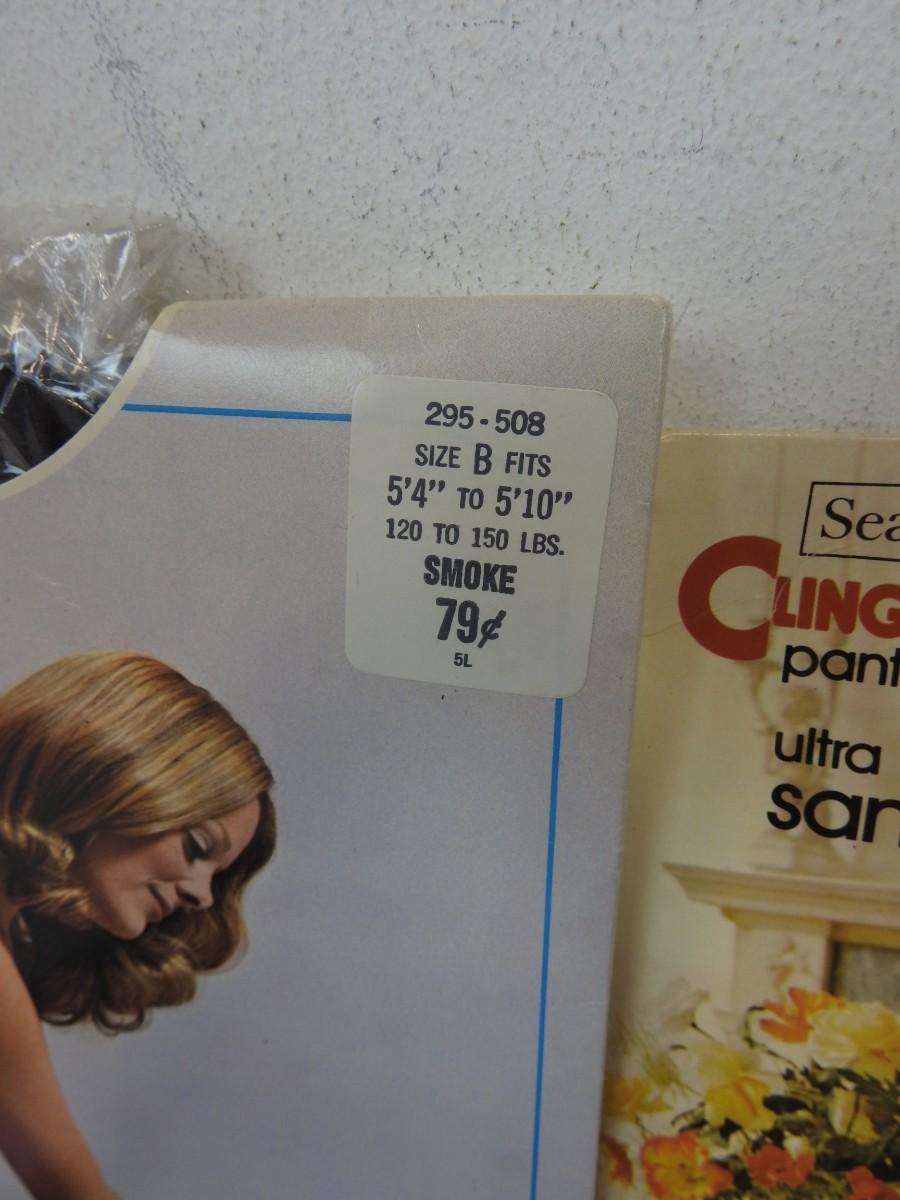 295-508
SIZE B FITS
5'4" TO 5'10"
120 TO 150 LBS.
SMOKE
79¢
5L
Sea
CLING
pant
ultra
san